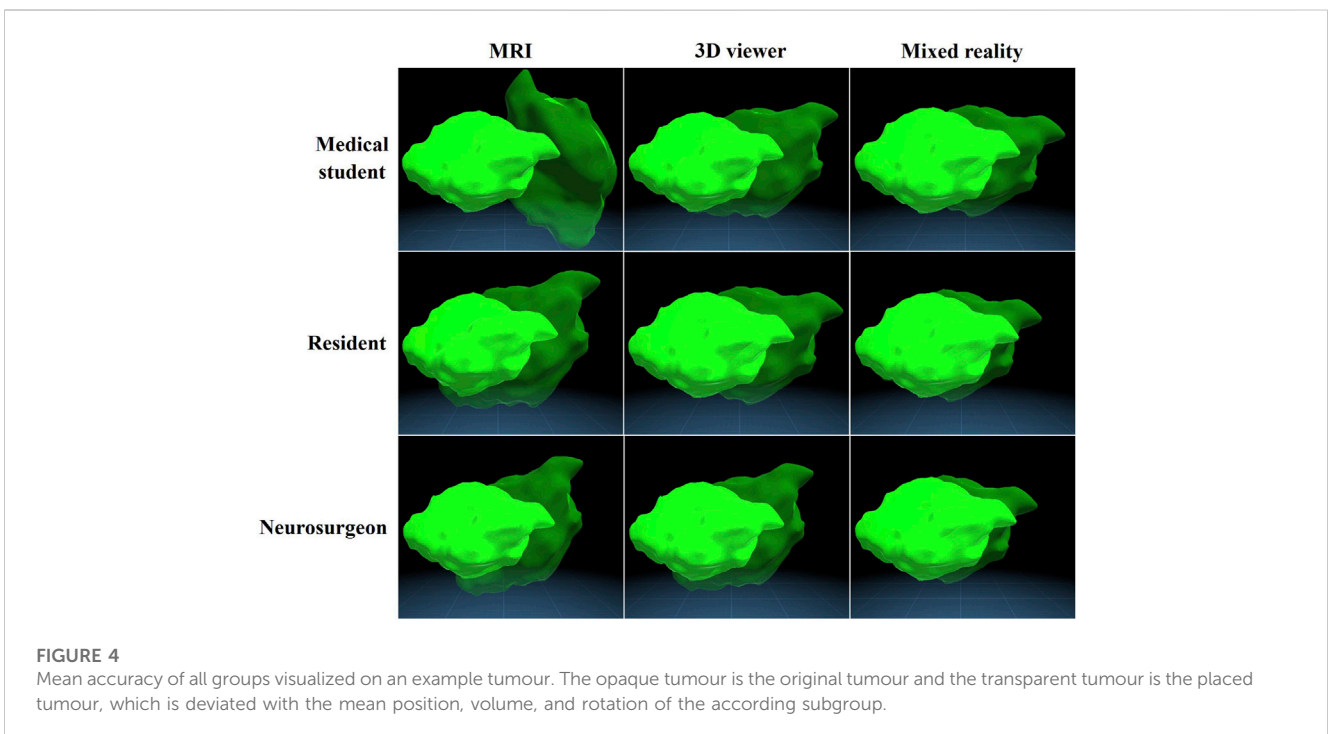 MRI
3D viewer
Mixed reality
Medical
student
Resident
Neurosurgeon
FIGURE 4
Mean accuracy of all groups visualized on an example tumour. The opaque tumour is the original tumour and the transparent tumour is the placed
tumour, which is deviated with the mean position, volume, and rotation of the according subgroup.